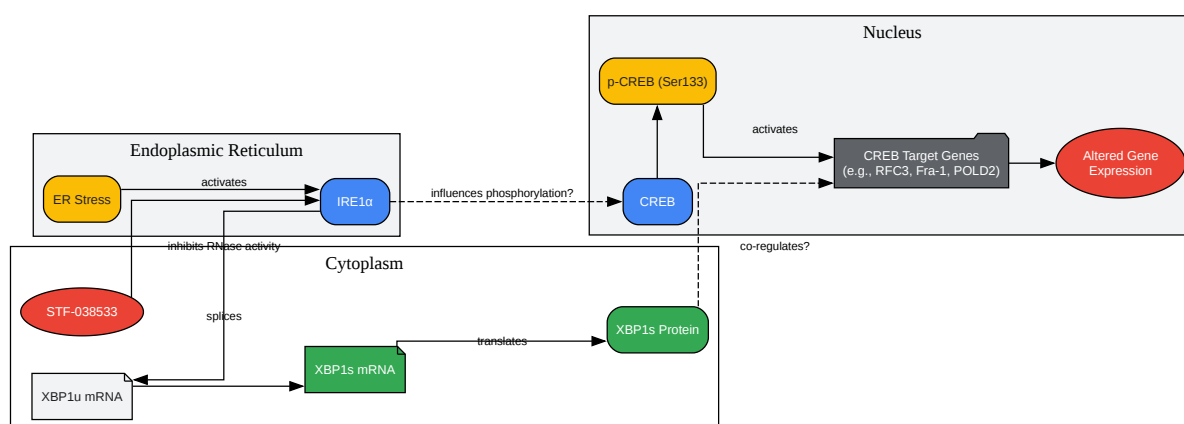 Nucleus
p-CREB (Ser133)
activates
CREB Target Genes
(e.g., RFC3, Fra-1, POLD2)
Altered Gene
Expression
Endoplasmic Reticulum
activates
ER Stress
IRE1α
influences phosphorylation?
CREB
inhibits RNase activity
co-regulates?
Cytoplasm
STF-038533
splices
XBP1s Protein
translates
XBP1s mRNA
XBP1u mRNA